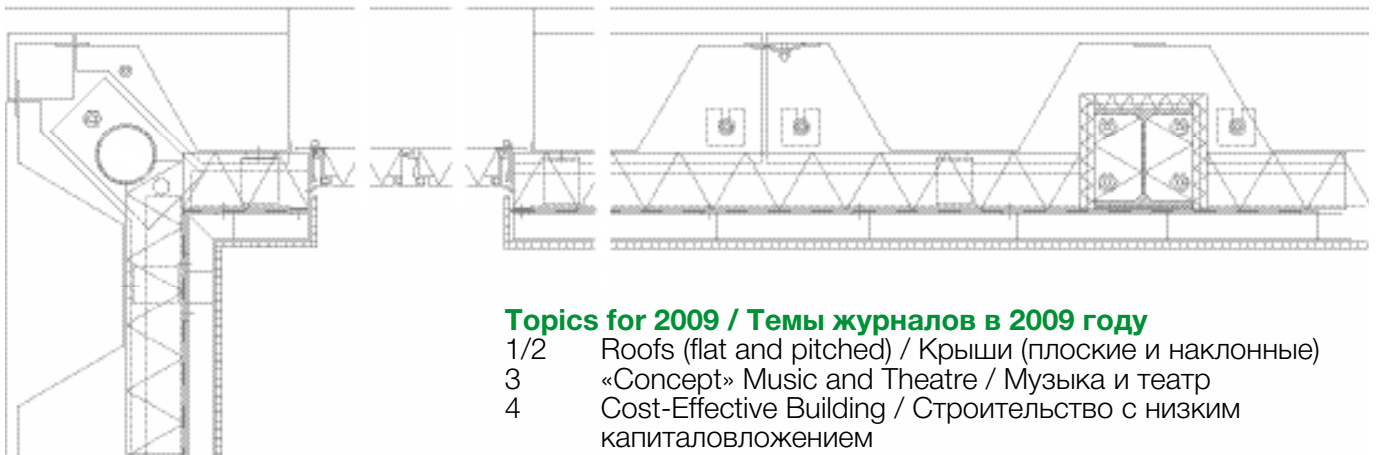 Topics for 2009 / Темы журналов в 2009 году
1/2 Roofs (flat and pitched) / Крыши (плоские и наклонные)
3 «Concept» Music and Theatre / Музыка и театр
4 Cost-Effective Building / Строительство с низким
капиталовложением